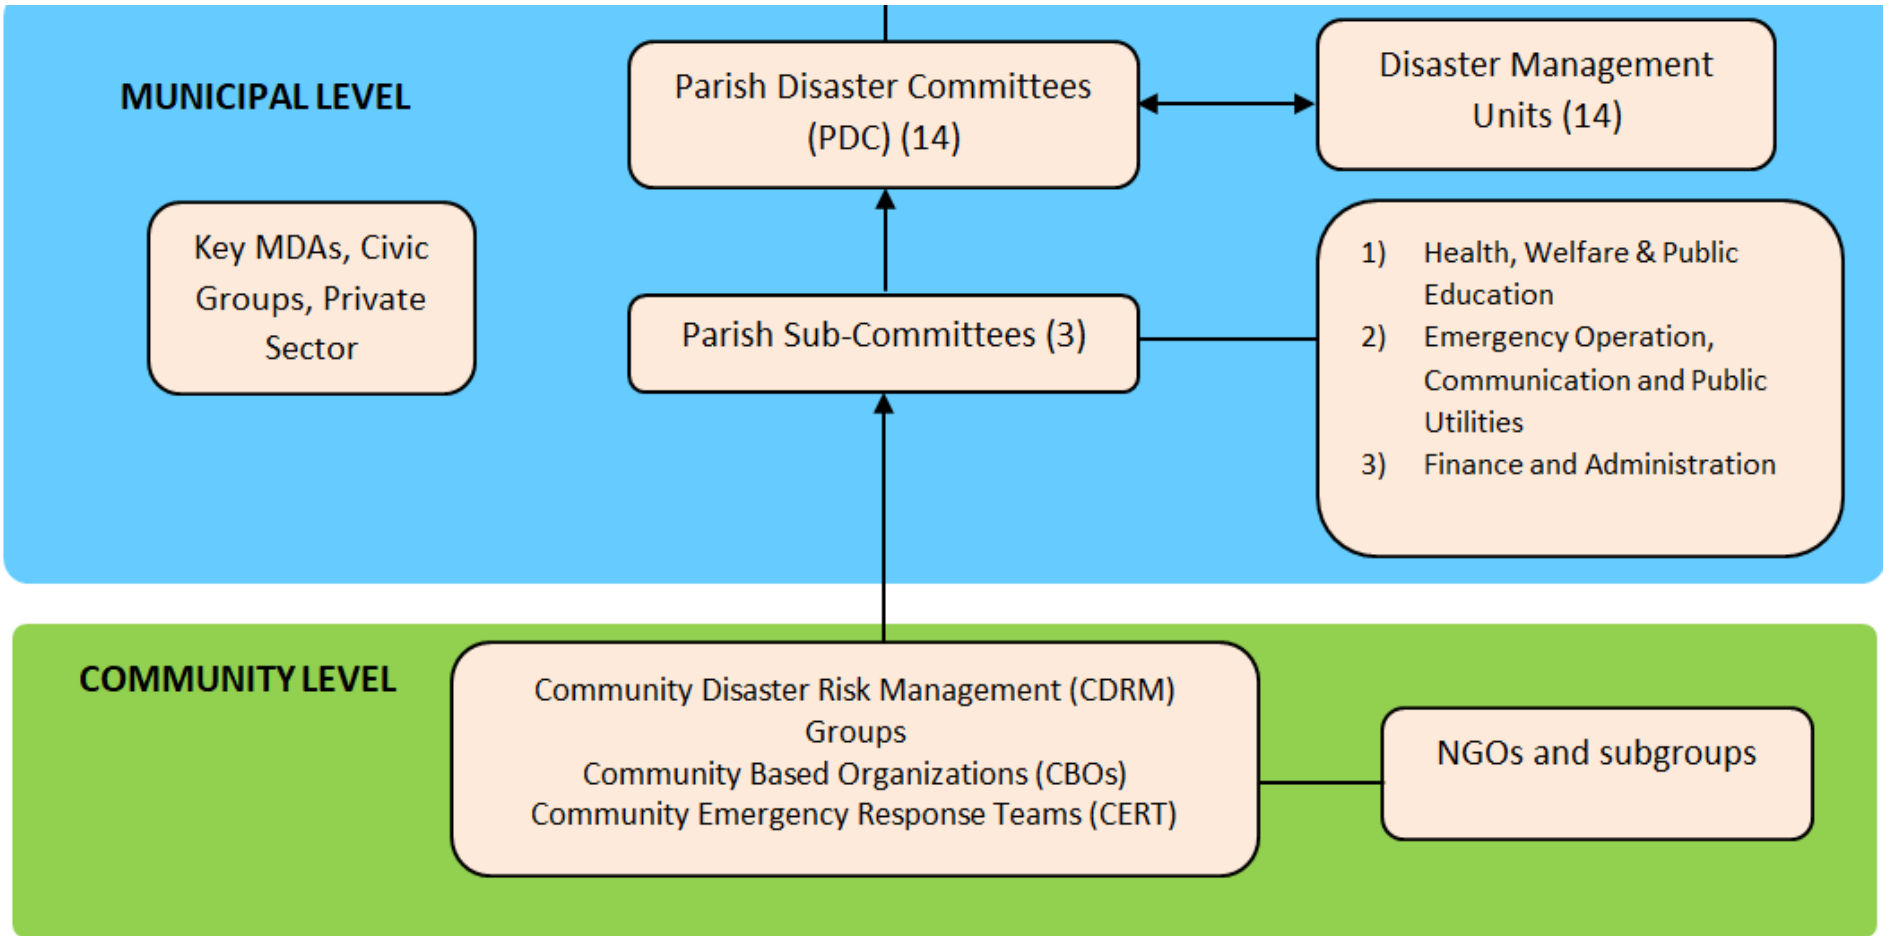 MUNICIPAL LEVEL
Parish Disaster Committees
(PDC) (14)
Disaster Management
Units (14)
Key MDAs, Civic
Groups, Private
Sector
Parish Sub-Committees (3)
1) Health, Welfare & Public
Education
2) Emergency Operation,
Communication and Public
Utilities
3) Finance and Administration
COMMUNITY LEVEL
Community Disaster Risk Management (CDRM)
Groups
Community Based Organizations (CBOs)
Community Emergency Response Teams (CERT)
NGOs and subgroups